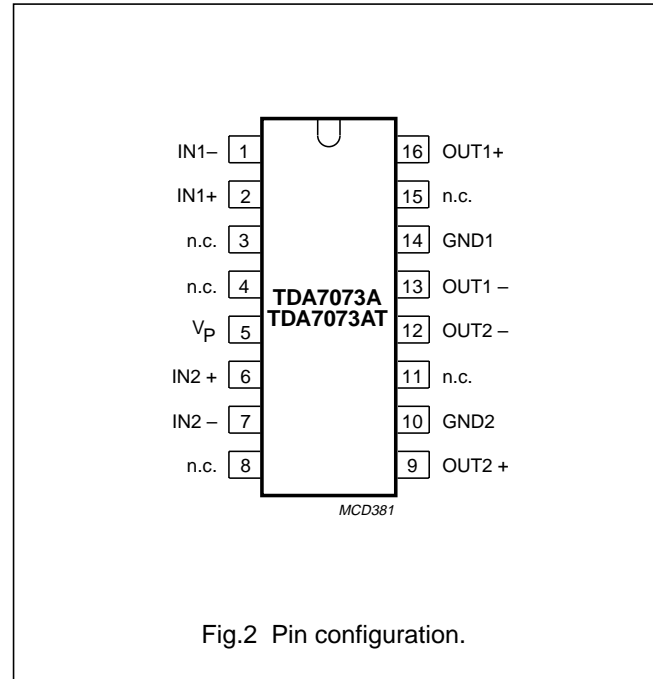 IN1– 1 16 OUT1+
IN1+ 2 15 n.c.
n.c. 3 14 GND1
n.c. 4 13 OUT1 –
TDA7073A
TDA7073AT
VP 5 12 OUT2 –
IN2 + 6 11 n.c.
IN2 – 7 10 GND2
n.c. 8 9 OUT2 +
MCD381
Fig.2 Pin configuration.